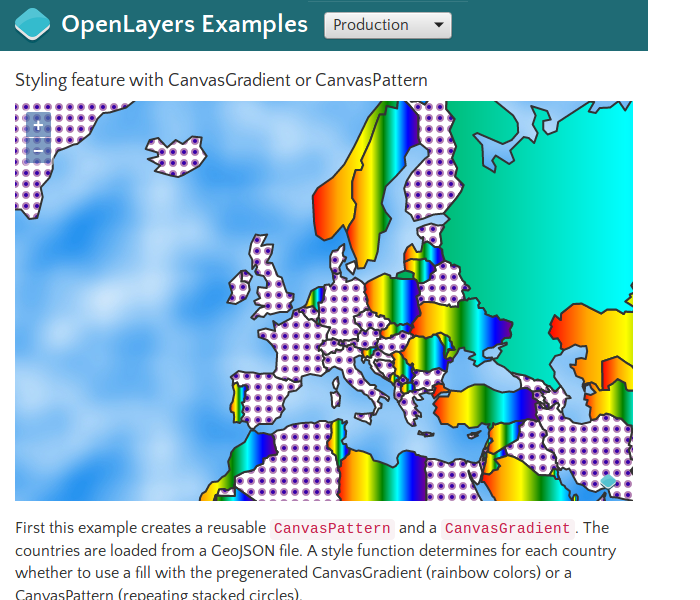 OpenLayers Examples
Production
Styling feature with CanvasGradient or CanvasPattern
+
−
First this example creates a reusable CanvasPattern and a CanvasGradient. The
countries are loaded from a GeoJSON file. A style function determines for each country
whether to use a fill with the pregenerated CanvasGradient (rainbow colors) or a
CanvasPattern (repeating stacked circles).